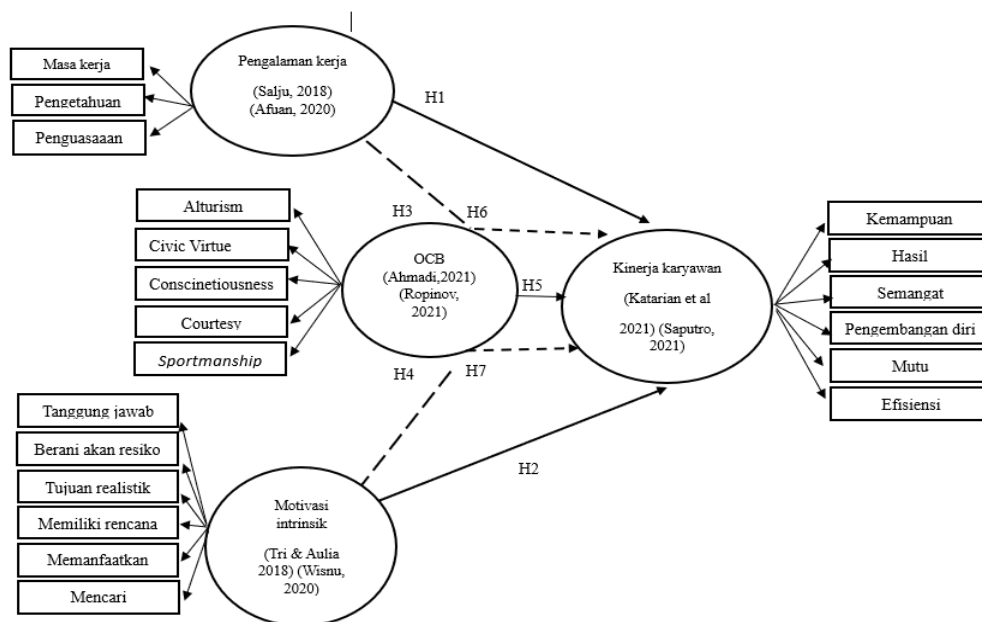 Masa kerja
Pengetahuan
Penguasaaan
Pengalaman kerja
(Salju, 2018)
(Afuan, 2020)
H1
Alturism
Civic Virtue
Conscinetiousness
Courtesy
Sportmanship
H3
H6
OCB
(Ahmadi,2021)
(Ropinov,
2021)
H5
H4
H7
Kinerja karyawan
(Katarian et al
2021) (Saputro,
2021)
Kemampuan
Hasil
Semangat
Pengembangan diri
Mutu
Efisiensi
Tanggung jawab
Berani akan resiko
Tujuan realistik
Memiliki rencana
Memanfaatkan
Mencari
Motivasi
intrinsik
(Tri & Aulia
2018) (Wisnu,
2020)
H2